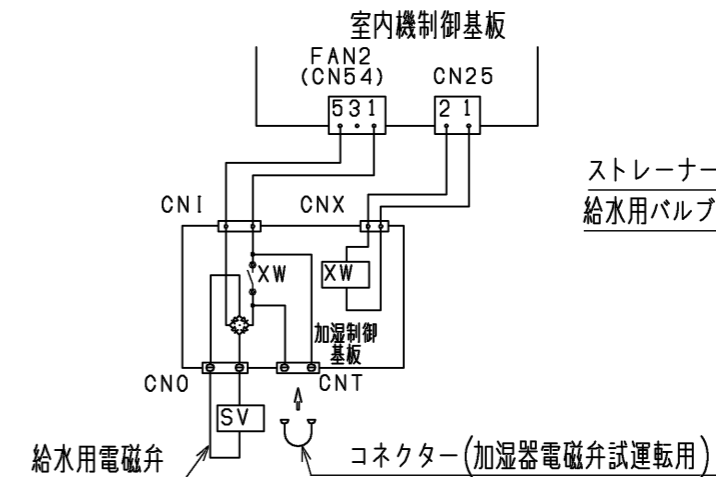 室内機制御基板
FAN2
(CN54)
CN25
531
2 1
ストレーナー
給水用バルブ
CNI
CNX
XW
XW
加湿制御
基板
CNO
CNT
SV
給水用電磁弁
コネクター(加湿器電磁弁試運転用)